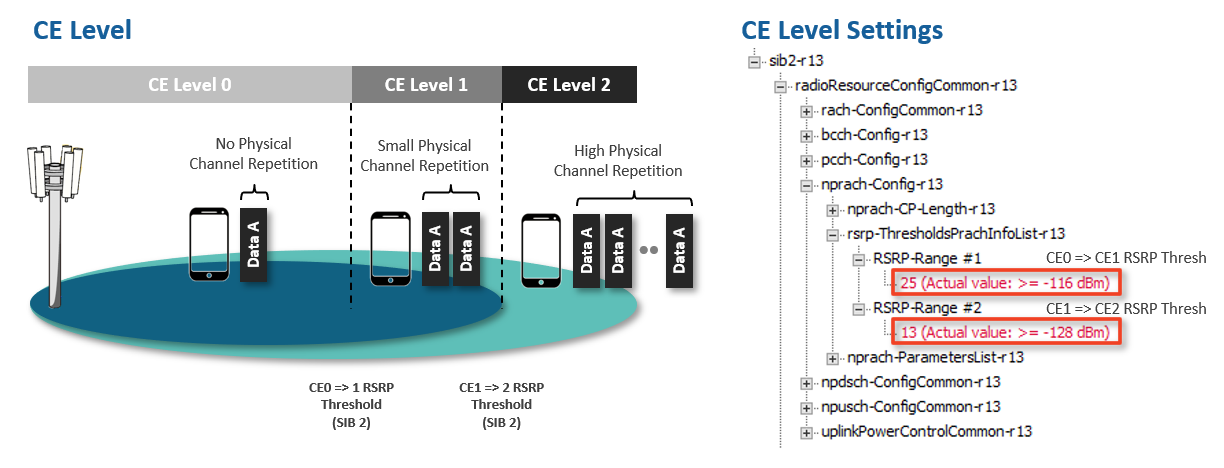 CE Level
CE Level 0
CE Level 1
CE Level 2
No Physical
Channel Repetition
Small Physical
Channel Repetition
High Physical
Channel Repetition
Data A
Data A
Data A
Data A
Data A
Data A
CE0 => 1 RSRP
Threshold
(SIB 2)
CE1 => 2 RSRP
Threshold
(SIB 2)
CE Level Settings
sib2-r13
radioResourceConfigCommon-r13
rach-ConfigCommon-r13
bcch-Config-r13
pcch-Config-r13
nprach-Config-r13
nprach-CP-Length-r13
rsrp-ThresholdsPrachInfoList-r13
RSRP-Range #1 CE0 => CE1 RSRP Thresh
25 (Actual value: >= -116 dBm)
RSRP-Range #2 CE1 => CE2 RSRP Thresh
13 (Actual value: >= -128 dBm)
nprach-ParametersList-r13
npdsch-ConfigCommon-r13
npusch-ConfigCommon-r13
uplinkPowerControlCommon-r13